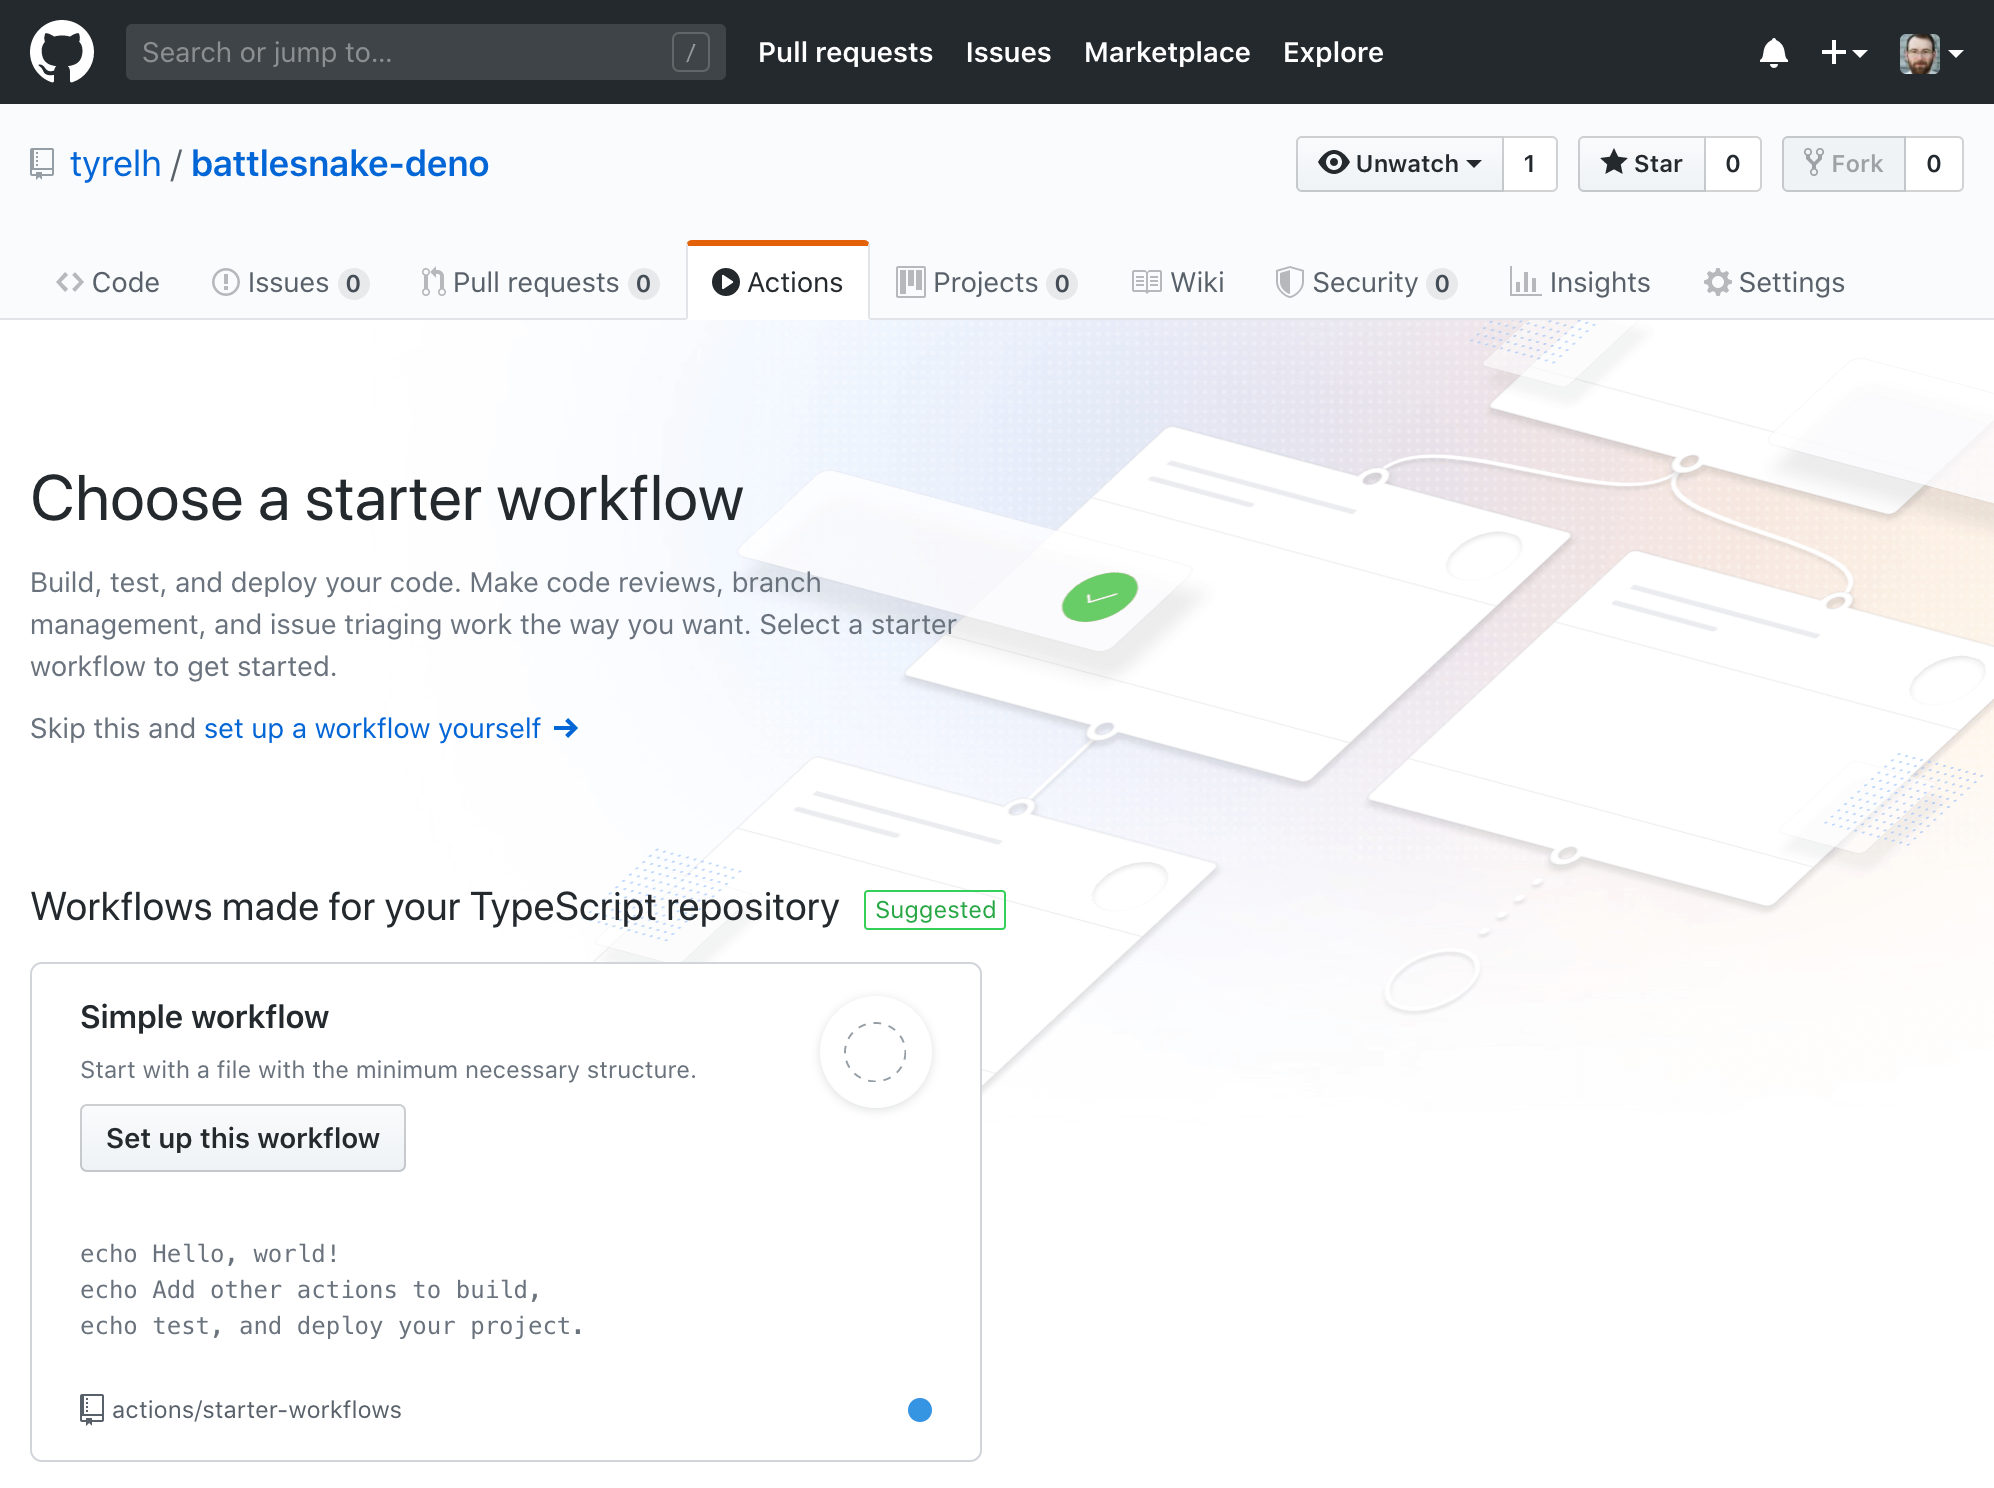 Search or jump to... /
Pull requests Issues Marketplace Explore
tyrelh / battlesnake-deno
Unwatch 1 Star 0 Fork 0
Code Issues 0 Pull requests 0 Actions Projects 0 Wiki Security 0 Insights Settings
Choose a starter workflow
Build, test, and deploy your code. Make code reviews, branch
management, and issue triaging work the way you want. Select a starter
workflow to get started.
Skip this and set up a workflow yourself →
Workflows made for your TypeScript repository Suggested
Simple workflow
Start with a file with the minimum necessary structure.
Set up this workflow
echo Hello, world!
echo Add other actions to build,
echo test, and deploy your project.
actions/starter-workflows